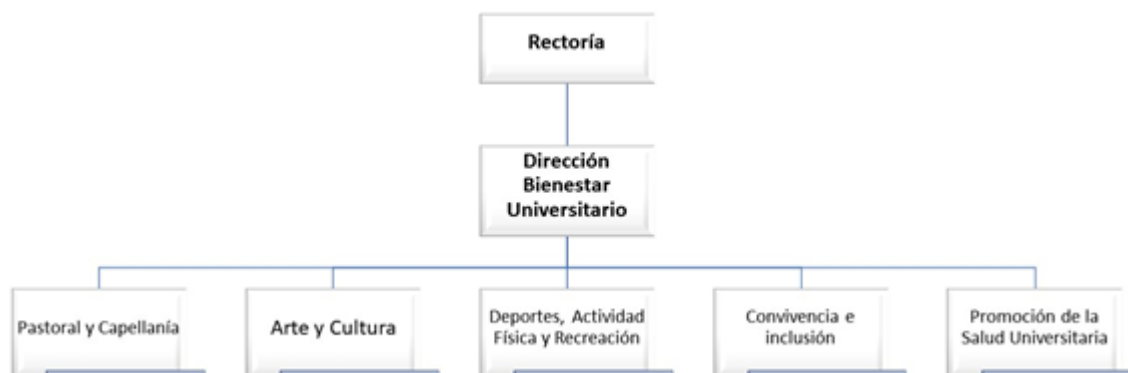 Rectoría
Dirección
Bienestar
Universitario
Pastoral y Capellanía
Arte y Cultura
Deportes, Actividad
Física y Recreación
Convivencia e
inclusión
Promoción de la
Salud Universitaria